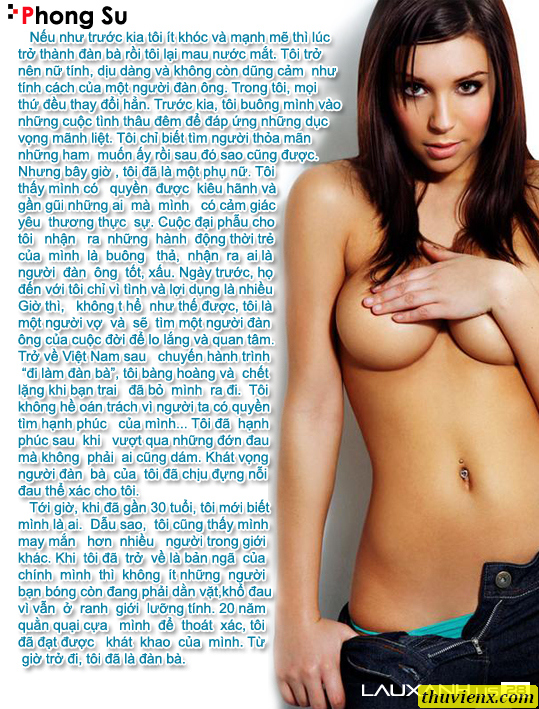 Phong Su
Nếu như trước kia tôi ít khóc và mạnh mẽ thì lúc
trở thành đàn bà rồi tôi lại mau nước mắt. Tôi trở
nên nữ tính, dịu dàng và không còn dũng cảm như
tính cách của một người đàn ông. Trong tôi, mọi
thứ đều thay đổi hẳn. Trước kia, tôi buông mình vào
những cuộc tình thâu đêm để đáp ứng những dục
vọng mãnh liệt. Tôi chỉ biết tìm người thỏa mãn
những ham muốn ấy rồi sau đó sao cũng được.
Nhưng bây giờ , tôi đã là một phụ nữ. Tôi
thấy mình có quyền được kiêu hãnh và
gần gũi những ai mà mình có cảm giác
yêu thương thực sự. Cuộc đại phẫu cho
tôi nhận ra những hành động thời trẻ
của mình là buông thả, nhận ra ai là
người đàn ông tốt, xấu. Ngày trước, họ
đến với tôi chỉ vì tình và lợi dụng là nhiều
Giờ thì, không t hể như thế được, tôi là
một người vợ và sẽ tìm một người đàn
ông của cuộc đời để lo lắng và quan tâm.
Trở về Việt Nam sau chuyến hành trình
“đi làm đàn bà”, tôi bàng hoàng và chết
lặng khi bạn trai đã bỏ mình ra đi. Tôi
không hề oán trách vì người ta có quyền
tìm hạnh phúc của mình... Tôi đã hạnh
phúc sau khi vượt qua những đớn đau
mà không phải ai cũng dám. Khát vọng
người đàn bà của tôi đã chịu đựng nỗi
đau thể xác cho tôi.
Tới giờ, khi đã gần 30 tuổi, tôi mới biết
mình là ai. Dẫu sao, tôi cũng thấy mình
may mắn hơn nhiều người trong giới
khác. Khi tôi đã trở về là bản ngã của
chính mình thì không ít những người
bạn bóng còn đang phải dằn vặt,khổ đau
vì vẫn ở ranh giới lưỡng tính. 20 năm
quằn quại cựa mình để thoát xác, tôi
đã đạt được khát khao của mình. Từ
giờ trở đi, tôi đã là đàn bà.
LAUXANH.US 28
thuvienx.com